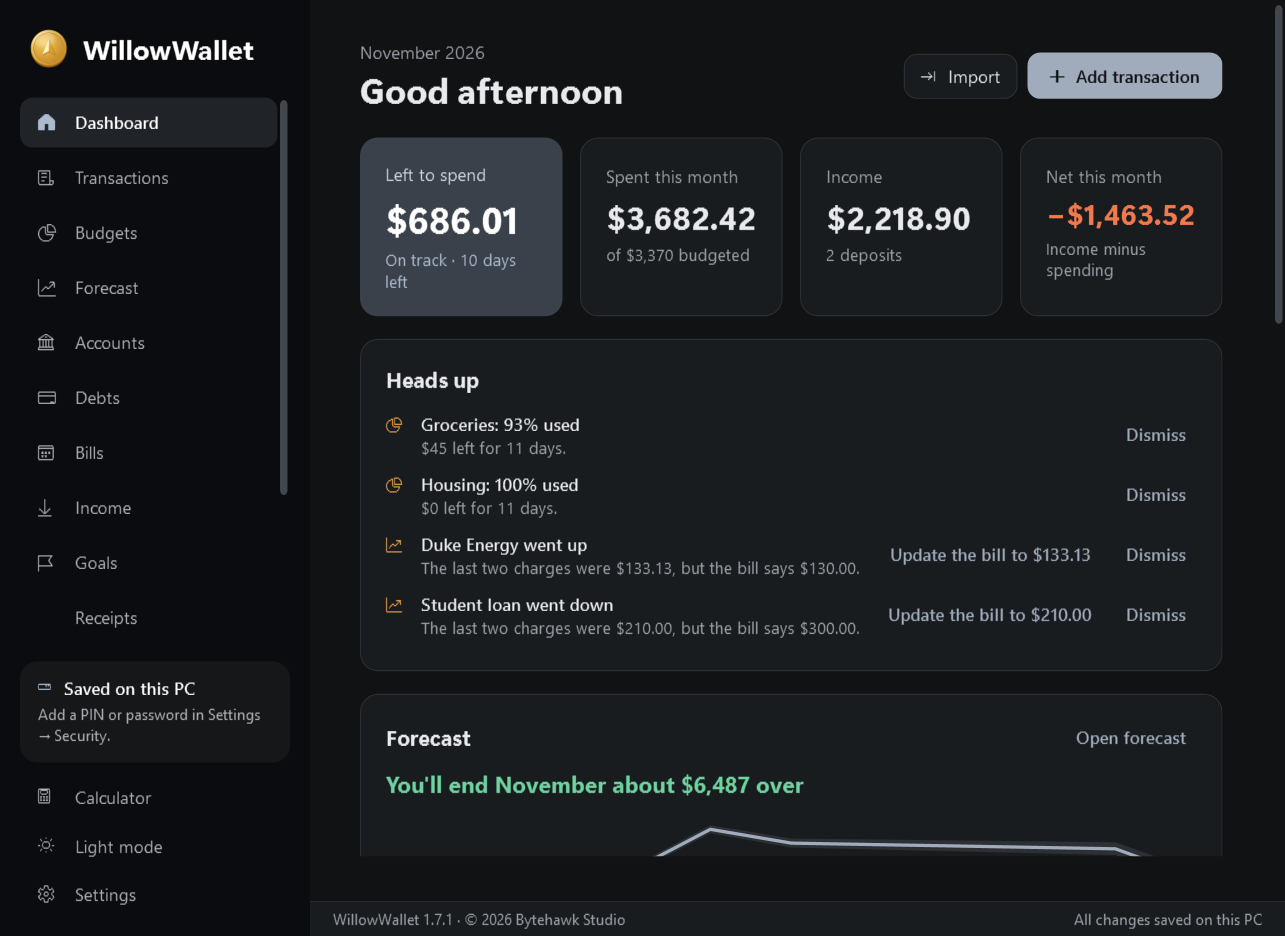 WillowWallet
Dashboard
Transactions
Budgets
Forecast
Accounts
Debts
Bills
Income
Goals
Receipts
Saved on this PC
Add a PIN or password in Settings
→ Security.
Calculator
Light mode
Settings
November 2026
Good afternoon
Import
+ Add transaction
Left to spend
$686.01
On track · 10 days
left
Spent this month
$3,682.42
of $3,370 budgeted
Income
$2,218.90
2 deposits
Net this month
−$1,463.52
Income minus
spending
Heads up
Groceries: 93% used
$45 left for 11 days.
Dismiss
Housing: 100% used
$0 left for 11 days.
Dismiss
Duke Energy went up
The last two charges were $133.13, but the bill says $130.00.
Update the bill to $133.13
Dismiss
Student loan went down
The last two charges were $210.00, but the bill says $300.00.
Update the bill to $210.00
Dismiss
Forecast
Open forecast
You'll end November about $6,487 over
WillowWallet 1.7.1 · © 2026 Bytehawk Studio
All changes saved on this PC